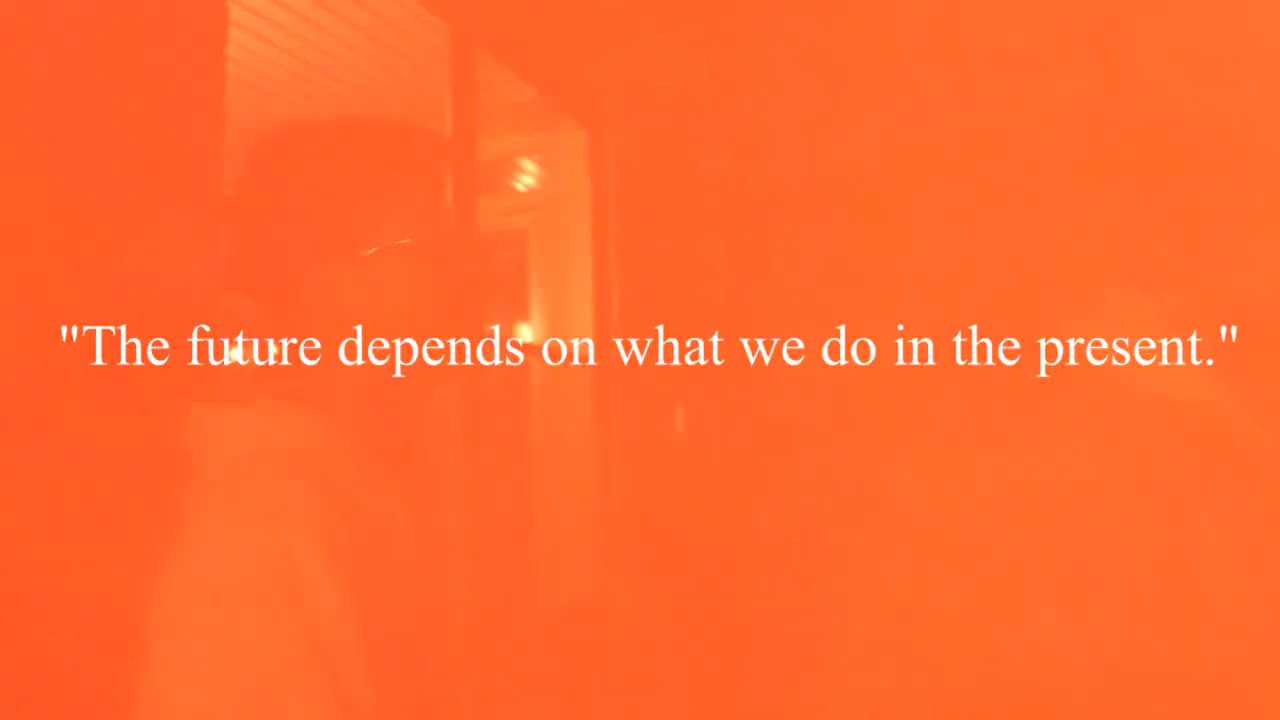 "The future depends on what we do in the present."